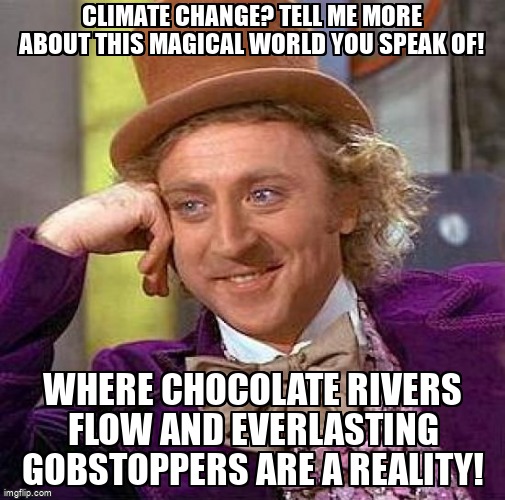 CLIMATE CHANGE? TELL ME MORE
ABOUT THIS MAGICAL WORLD YOU SPEAK OF!
WHERE CHOCOLATE RIVERS
FLOW AND EVERLASTING
GOBSTOPPERS ARE A REALITY!
imgflip.com